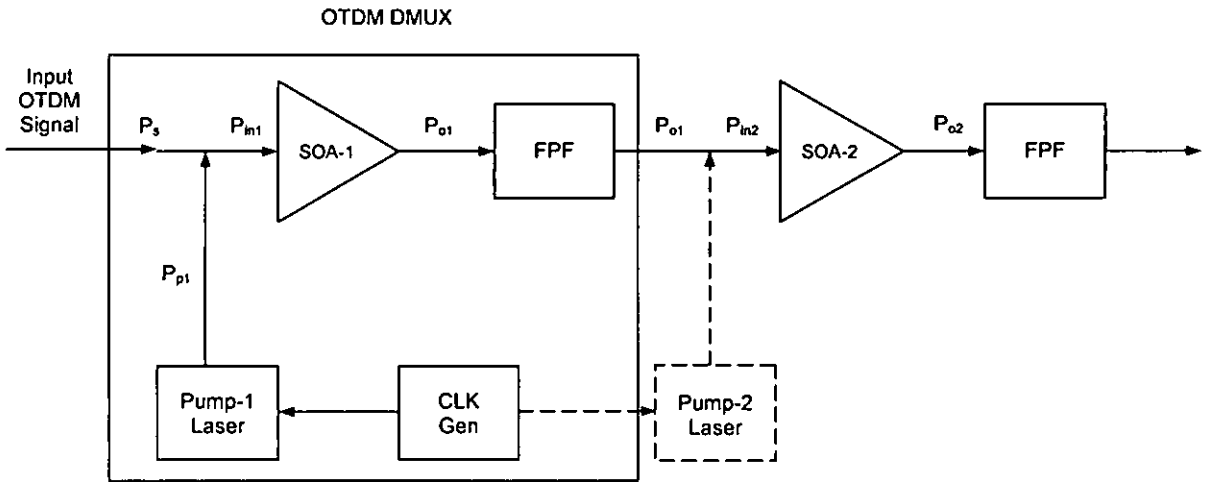 OTDM DMUX
Input
OTDM
Signal
Ps
Pin1
SOA-1
Po1
FPF
Po1
Pin2
SOA-2
Po2
FPF
Pp1
Pump-1
Laser
CLK
Gen
Pump-2
Laser